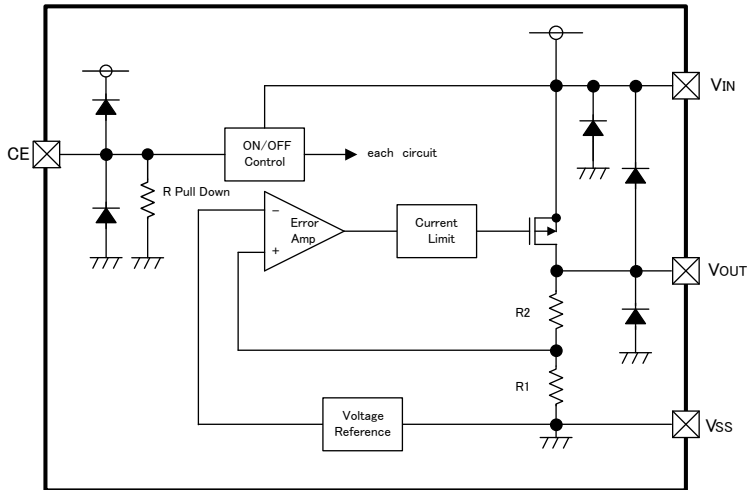 VIN
CE
ON/OFF
Control
each circuit
R Pull Down
−
Error
Amp
+
Current
Limit
VOUT
R2
R1
Voltage
Reference
VSS